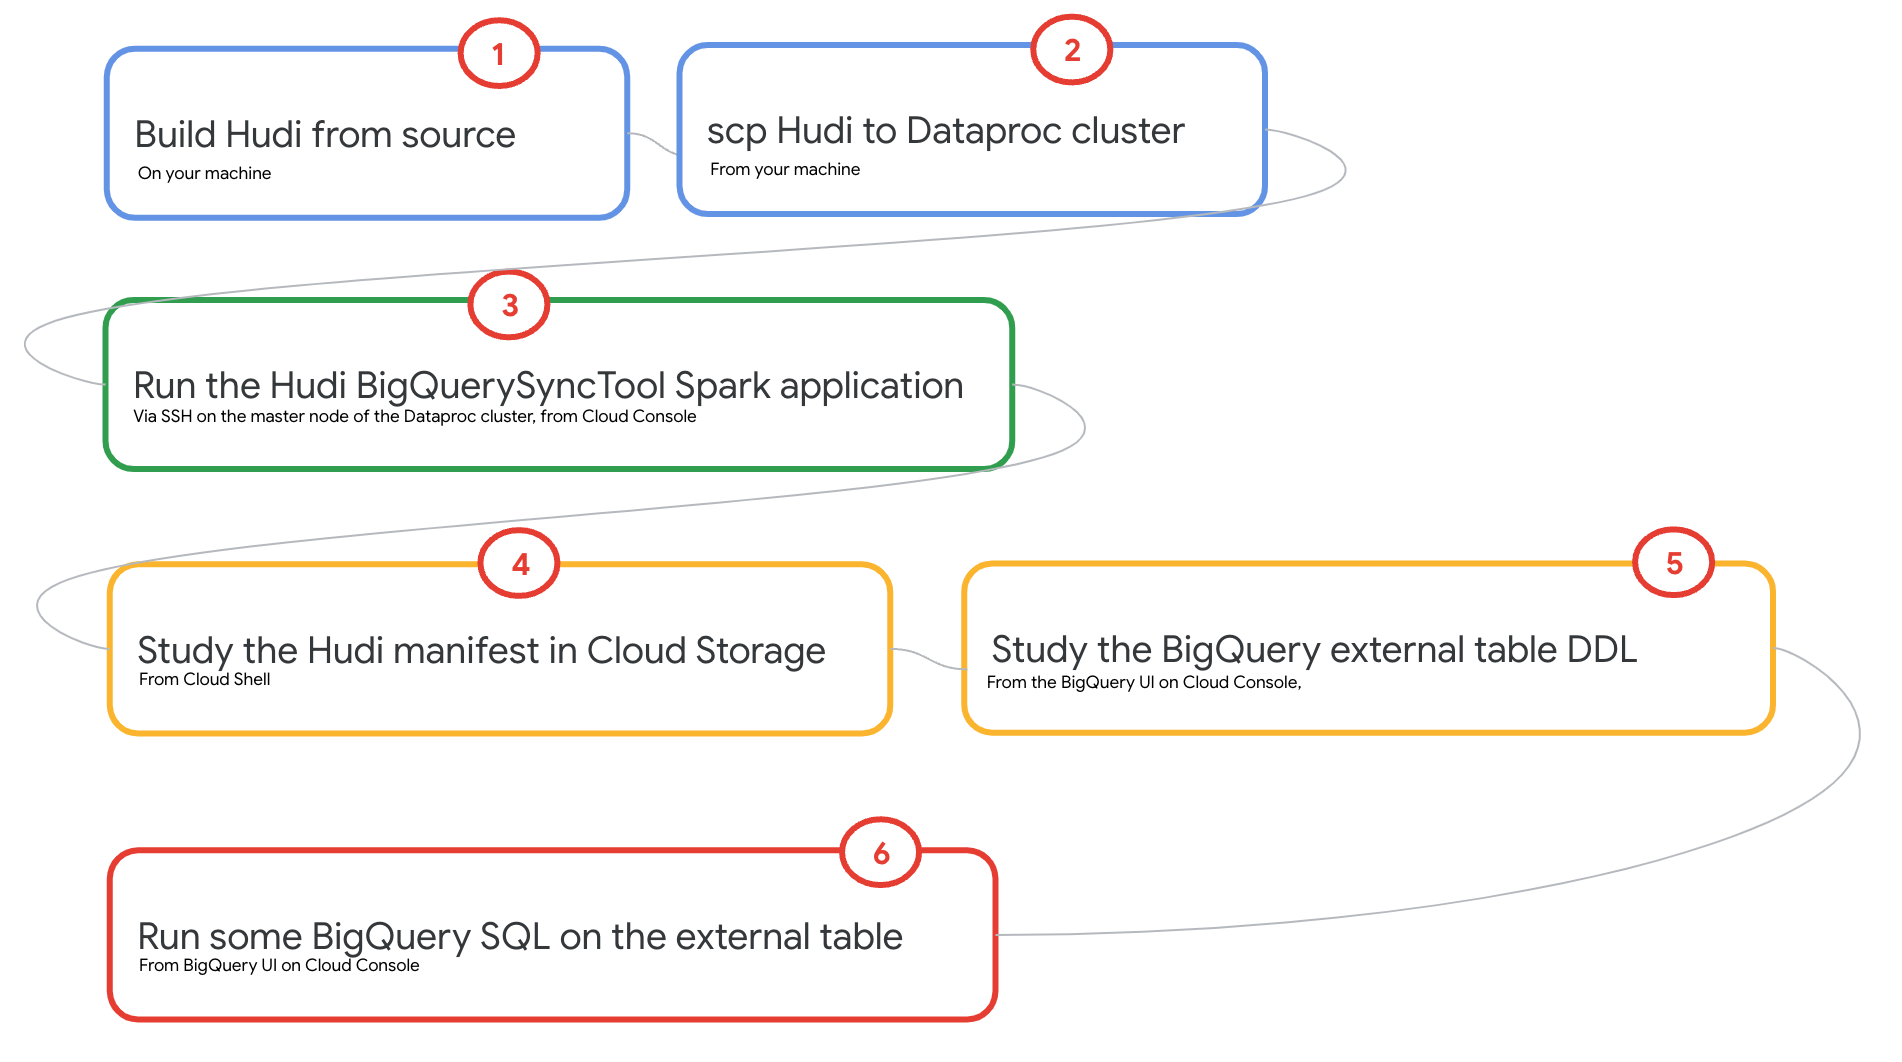 1
Build Hudi from source
On your machine
2
scp Hudi to Dataproc cluster
From your machine
3
Run the Hudi BigQuerySyncTool Spark application
Via SSH on the master node of the Dataproc cluster, from Cloud Console
4
Study the Hudi manifest in Cloud Storage
From Cloud Shell
5
Study the BigQuery external table DDL
From the BigQuery UI on Cloud Console,
6
Run some BigQuery SQL on the external table
From BigQuery UI on Cloud Console